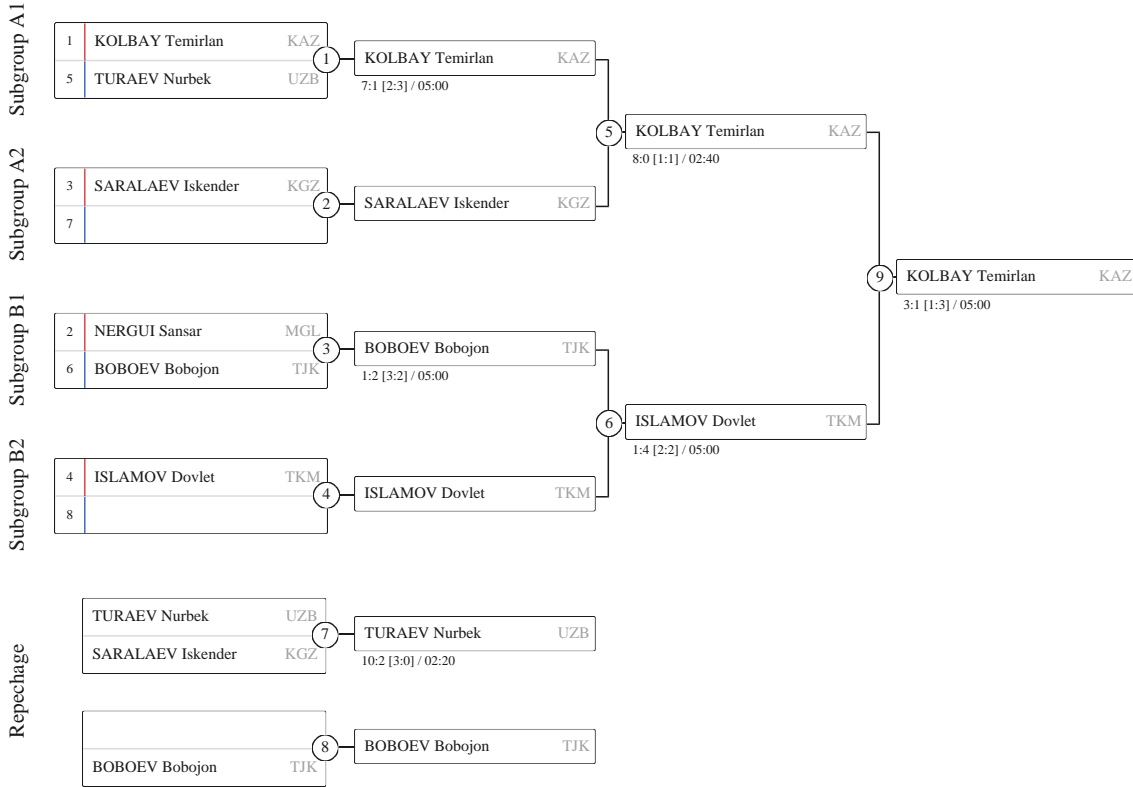 Subgroup A1
1 KOLBAY Temirlan KAZ
5 TURAEV Nurbek UZB
1
KOLBAY Temirlan KAZ
7:1 [2:3] / 05:00
Subgroup A2
3 SARALAEV Iskender KGZ
7
2
SARALAEV Iskender KGZ
5
KOLBAY Temirlan KAZ
8:0 [1:1] / 02:40
Subgroup B1
2 NERGUI Sansar MGL
6 BOBOEV Bobojon TJK
3
BOBOEV Bobojon TJK
1:2 [3:2] / 05:00
Subgroup B2
4 ISLAMOV Dovlet TKM
8
4
ISLAMOV Dovlet TKM
6
ISLAMOV Dovlet TKM
1:4 [2:2] / 05:00
9
KOLBAY Temirlan KAZ
3:1 [1:3] / 05:00
Repechage
TURAEV Nurbek UZB
SARALAEV Iskender KGZ
7
TURAEV Nurbek UZB
10:2 [3:0] / 02:20
BOBOEV Bobojon TJK
8
BOBOEV Bobojon TJK